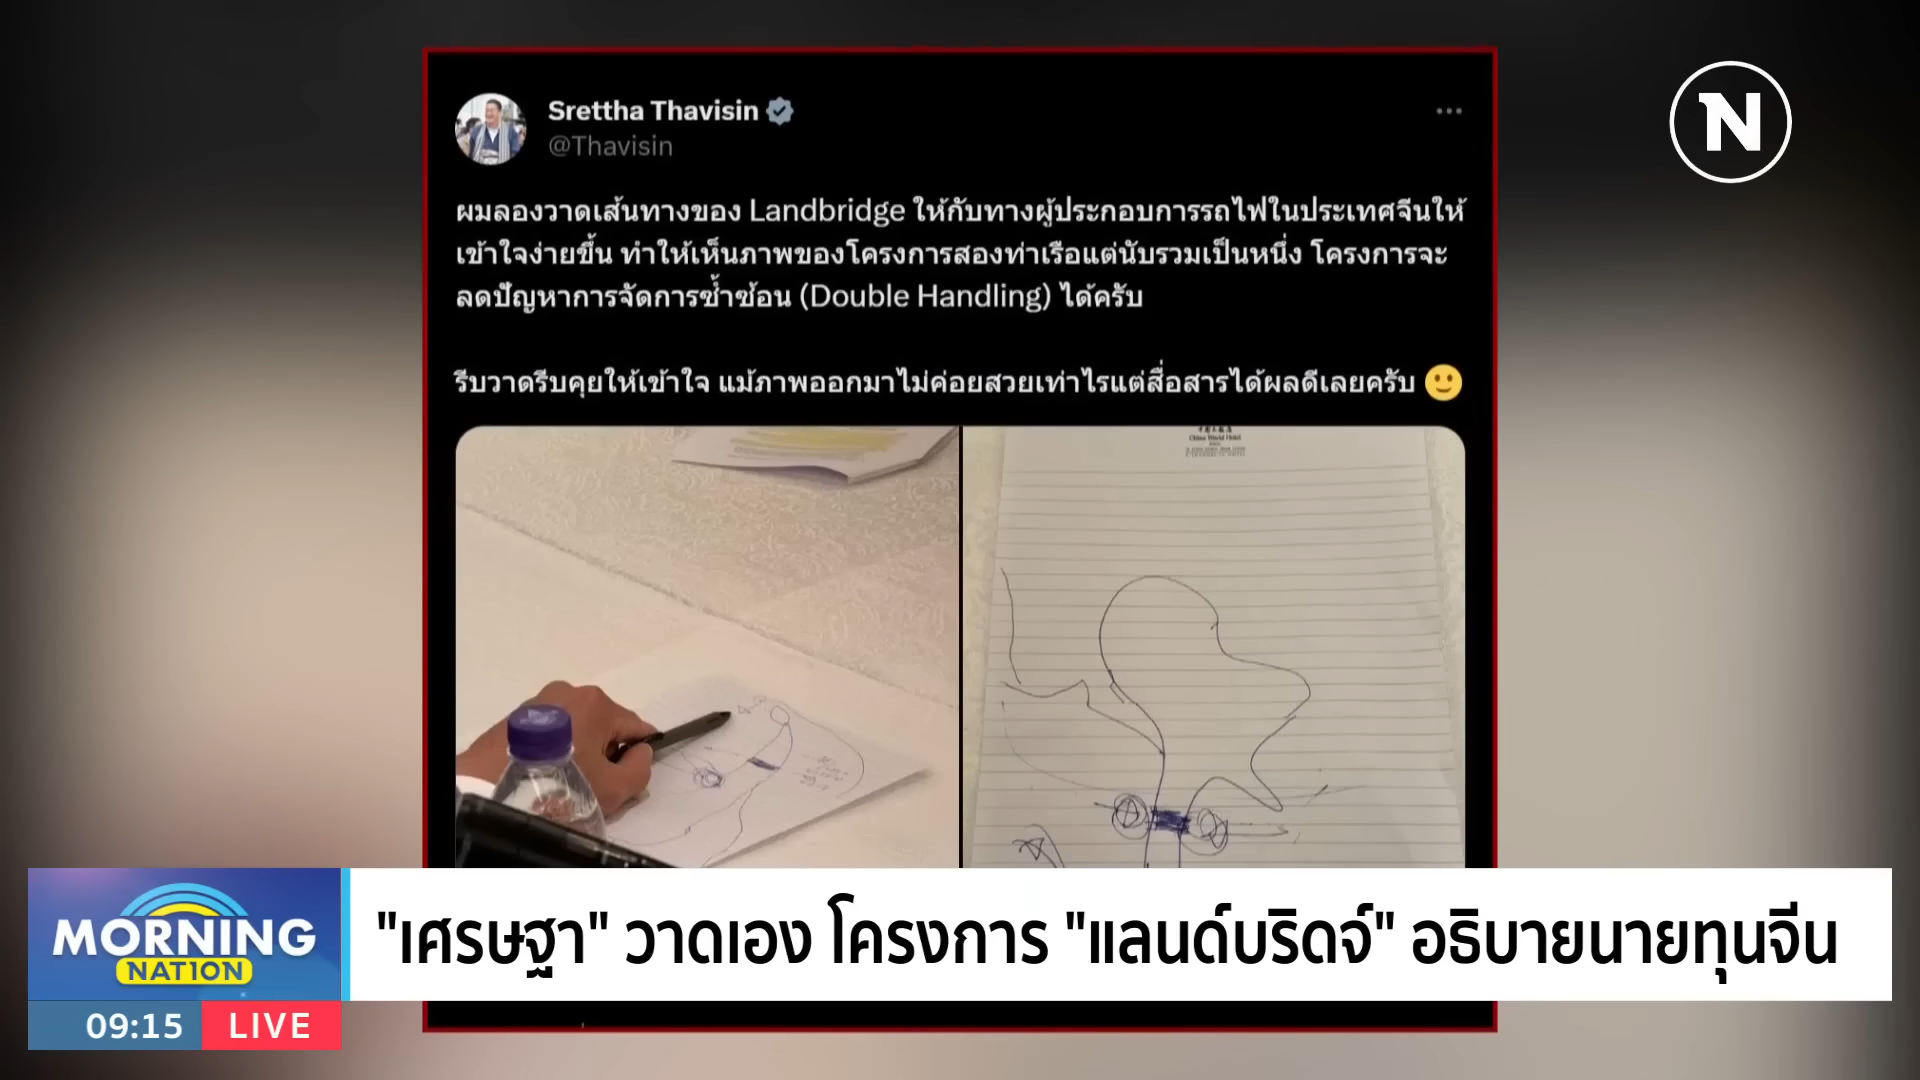 Srettha Thavisin
@Thavisin
N
ผมลองวาดเส้นทางของ Landbridge ให้กับทางผู้ประกอบการรถไฟในประเทศจีนให้
เข้าใจง่ายขึ้น ทำให้เห็นภาพของโครงการสองท่าเรือแต่นับรวมเป็นหนึ่ง โครงการจะ
ลดปัญหาการจัดการซ้ำซ้อน (Double Handling) ได้ครับ
รีบวาดรีบคุยให้เข้าใจ แม้ภาพออกมาไม่ค่อยสวยเท่าไรแต่สื่อสารได้ผลดีเลยครับ
China World Hotel
MORNING
NATION
"เศรษฐา" วาดเอง โครงการ "แลนด์บริดจ์" อธิบายนายทุนจีน
09:15 LIVE